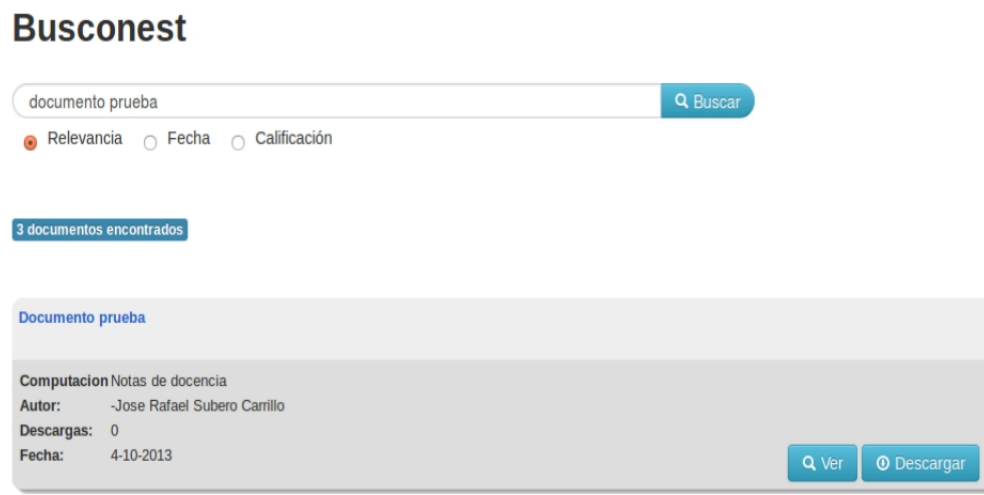 Busconest
documento prueba
Buscar
Relevancia Fecha Calificación
3 documentos encontrados
Documento prueba
Computacion Notas de docencia
Autor: -Jose Rafael Subero Carrillo
Descargas: 0
Fecha: 4-10-2013
Ver Descargar